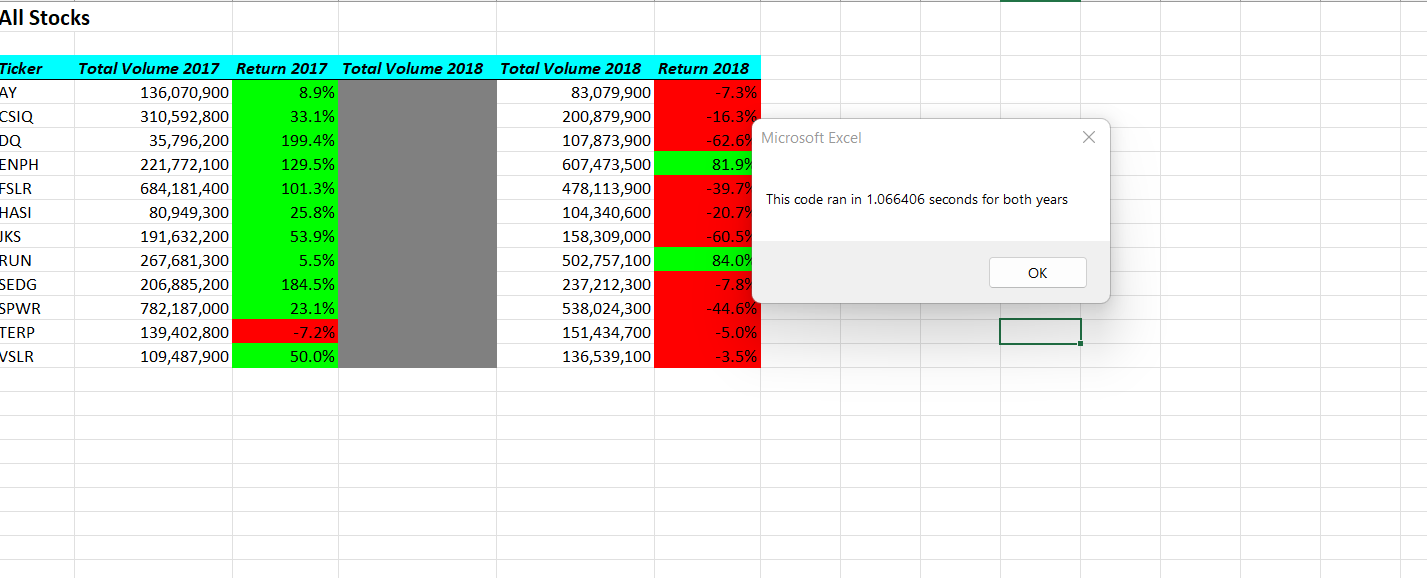 All Stocks
Ticker Total Volume 2017 Return 2017 Total Volume 2018 Total Volume 2018 Return 2018
AY 136,070,900 8.9% 83,079,900 -7.3%
CSIQ 310,592,800 33.1% 200,879,900 -16.3%
DQ 35,796,200 199.4% 107,873,900 -62.6%
ENPH 221,772,100 129.5% 607,473,500 81.9%
FSLR 684,181,400 101.3% 478,113,900 -39.7%
HASI 80,949,300 25.8% 104,340,600 -20.7%
JKS 191,632,200 53.9% 158,309,000 -60.5%
RUN 267,681,300 5.5% 502,757,100 84.0%
SEDG 206,885,200 184.5% 237,212,300 -7.8%
SPWR 782,187,000 23.1% 538,024,300 -44.6%
TERP 139,402,800 -7.2% 151,434,700 -5.0%
VSLR 109,487,900 50.0% 136,539,100 -3.5%
Microsoft Excel
This code ran in 1.066406 seconds for both years
OK